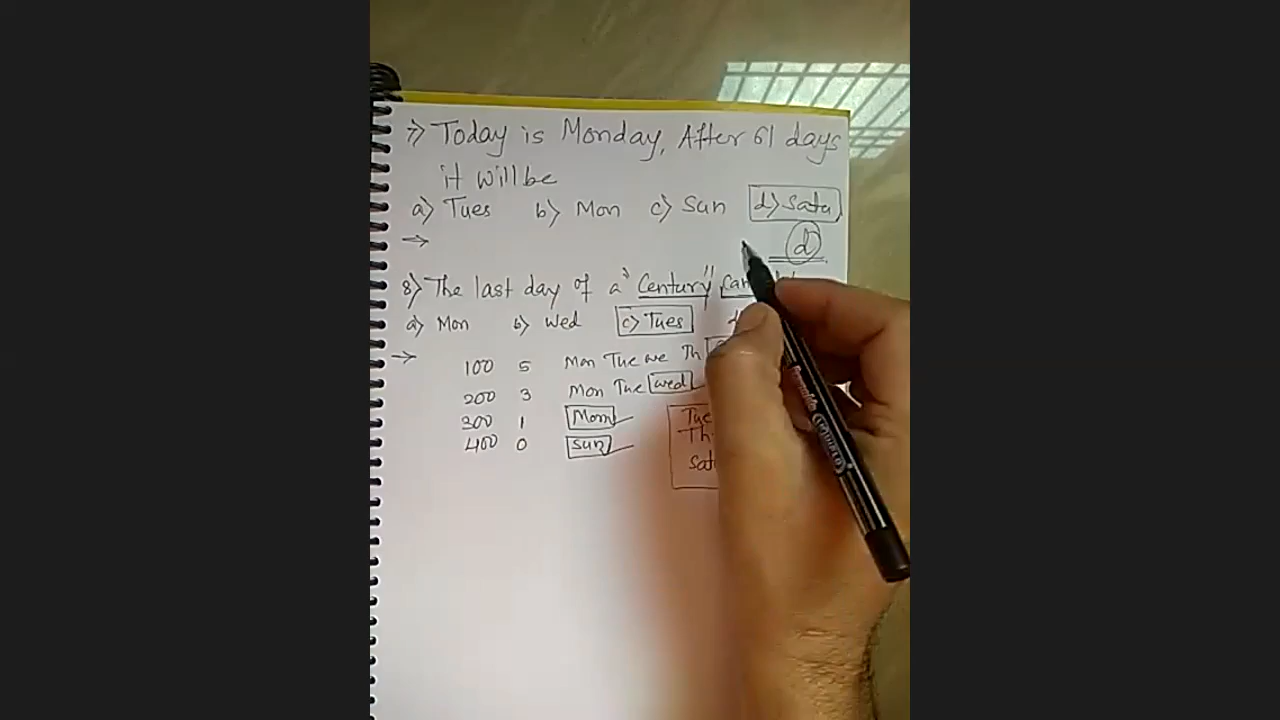 7) Today is Monday, After 61 days
it will be
a) Tues b) Mon c) Sun d) Satu
→ d
8) The last day of a "Century" can
a) Mon b) Wed c) Tues d
→
100 5 Mon Tue we Th
200 3 Mon Tue wed
300 1 Mon Tue
400 0 sun Th
Satu